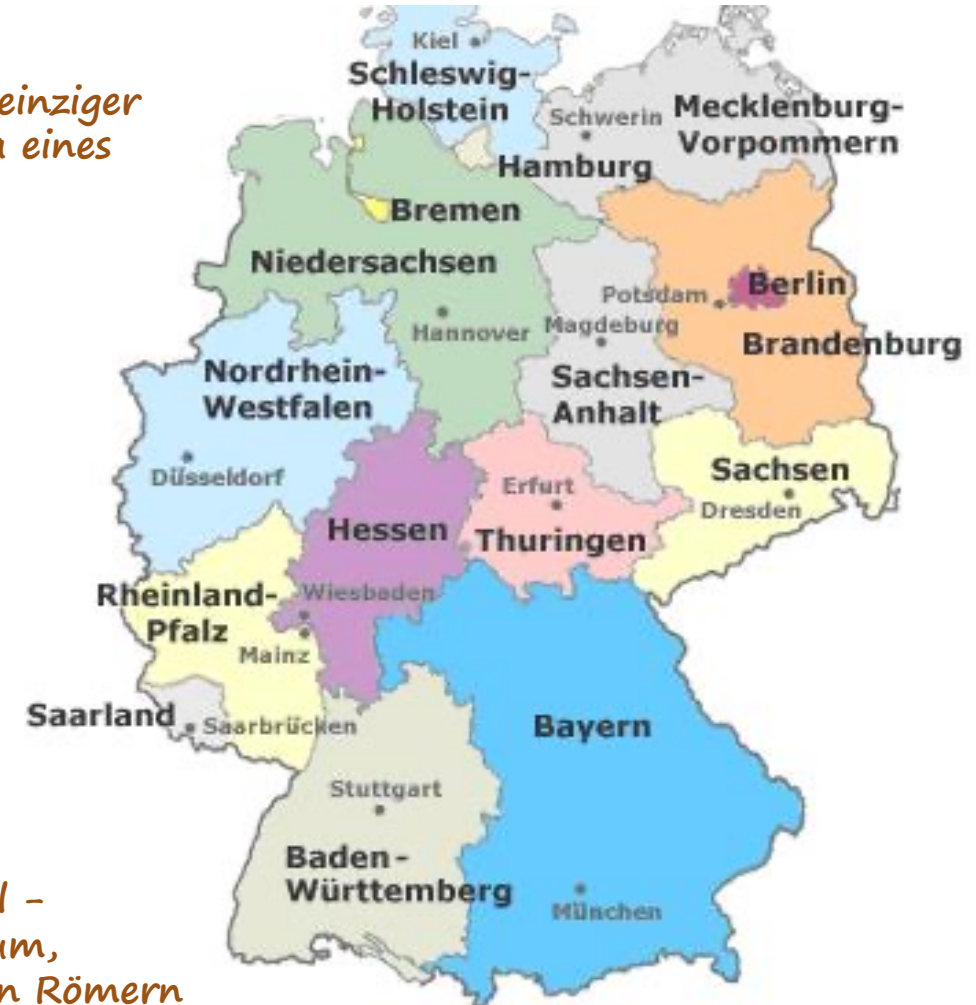 Kiel
Schleswig-
Holstein
einziger
eines
Schwerin
Mecklenburg-
Vorpommern
Hamburg
Bremen
Niedersachsen
Hannover
Potsdam
Berlin
Magdeburg
Brandenburg
Nordrhein-
Westfalen
Düsseldorf
Sachsen-
Anhalt
Sachsen
Dresden
Erfurt
Thuringen
Hessen
Wiesbaden
Rheinland-
Pfalz
Mainz
Saarland
Saarbrücken
Bayern
Stuttgart
Baden-
Württemberg
München
-
um,
n Römern